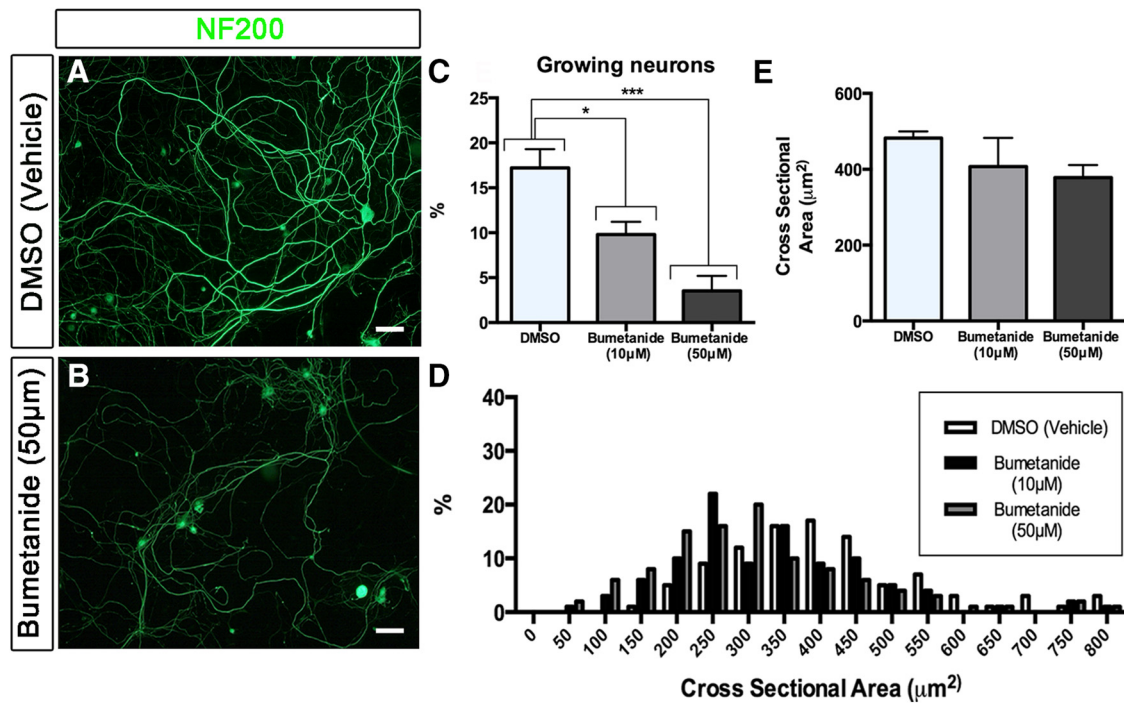 NF200
DMSO (Vehicle)
A
Bumetanide (50µm)
B
C
Growing neurons
***
*
25
20
15
10
5
0
%
DMSO
Bumetanide
(10µM)
Bumetanide
(50µM)
E
600
400
200
0
Cross Sectional
Area (µm²)
DMSO
Bumetanide
(10µM)
Bumetanide
(50µM)
D
40
30
20
10
0
%
DMSO (Vehicle)
Bumetanide
(10µM)
Bumetanide
(50µM)
0 50 100 150 200 250 300 350 400 450 500 550 600 650 700 750 800
Cross Sectional Area (µm²)